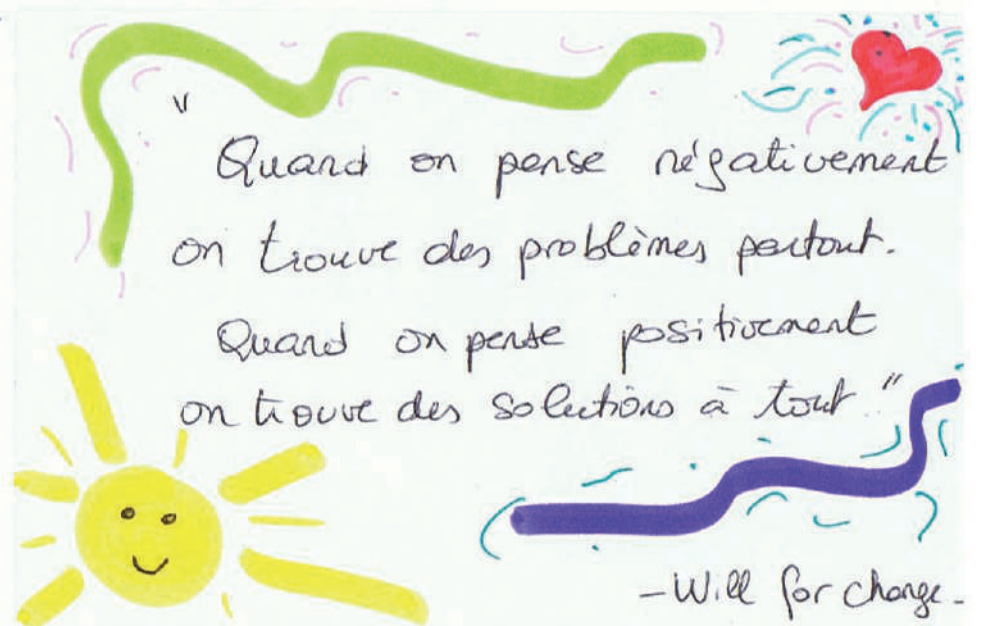 "Quand on pense négativement
on trouve des problèmes partout.
Quand on pense positivement
on trouve des solutions à tout"
-Will for change-